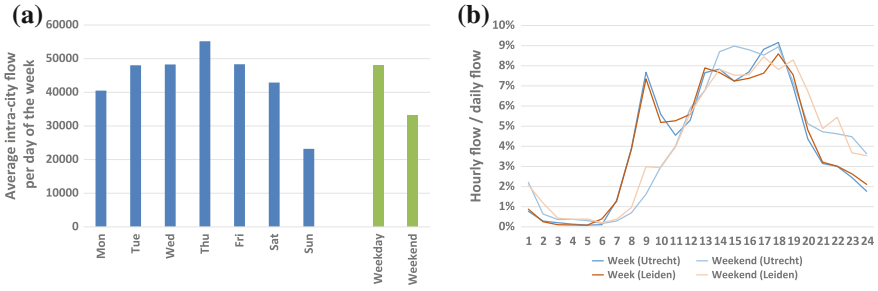 (a)
Average intra-city flow
per day of the week
60000
50000
40000
30000
20000
10000
0
Mon
Tue
Wed
Thu
Fri
Sat
Sun
Weekday
Weekend
(b)
Hourly flow / daily flow
10%
9%
8%
7%
6%
5%
4%
3%
2%
1%
0%
1 2 3 4 5 6 7 8 9 10 11 12 13 14 15 16 17 18 19 20 21 22 23 24
Week (Utrecht) Weekend (Utrecht)
Week (Leiden) Weekend (Leiden)